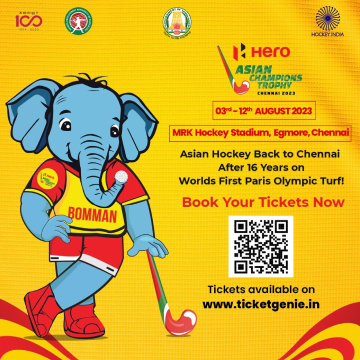 100
HOCKEY INDIA
Hero
ASIAN
CHAMPIONS
TROPHY
CHENNAI 2023
03rd - 12th AUGUST 2023
MRK Hockey Stadium, Egmore, Chennai
Asian Hockey Back to Chennai
After 16 Years on
Worlds First Paris Olympic Turf!
BOMMAN
Book Your Tickets Now
Tickets available on
www.ticketgenie.in